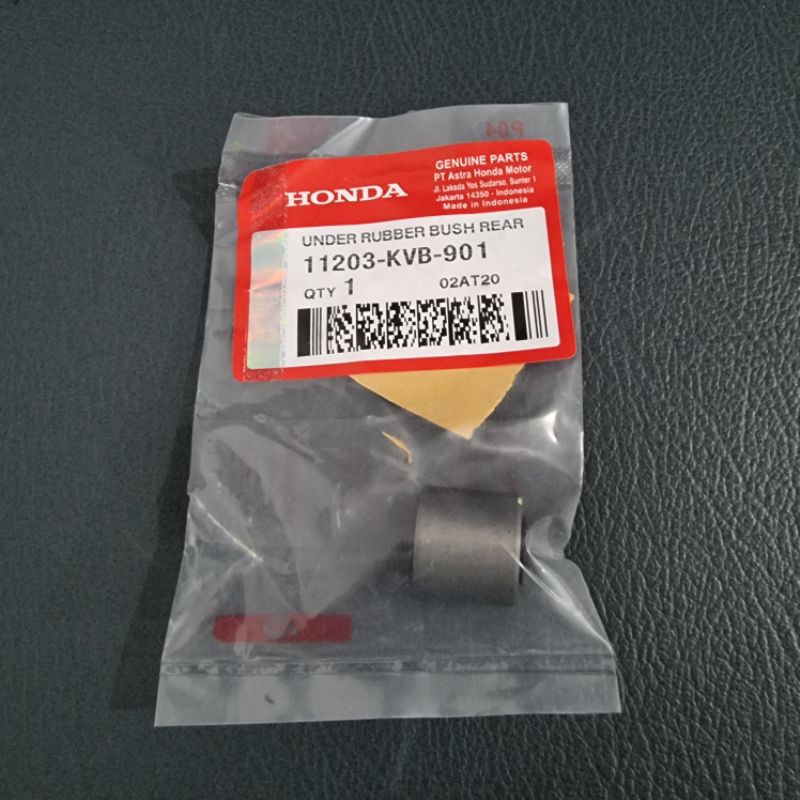 P04
HONDA
GENUINE PARTS
PT Astra Honda Motor
Jl. Laksda Yos Sudarso, Sunter 1
Jakarta 14350 - Indonesia
Made in Indonesia
UNDER RUBBER BUSH REAR
11203-KVB-901
QTY 1 02AT20